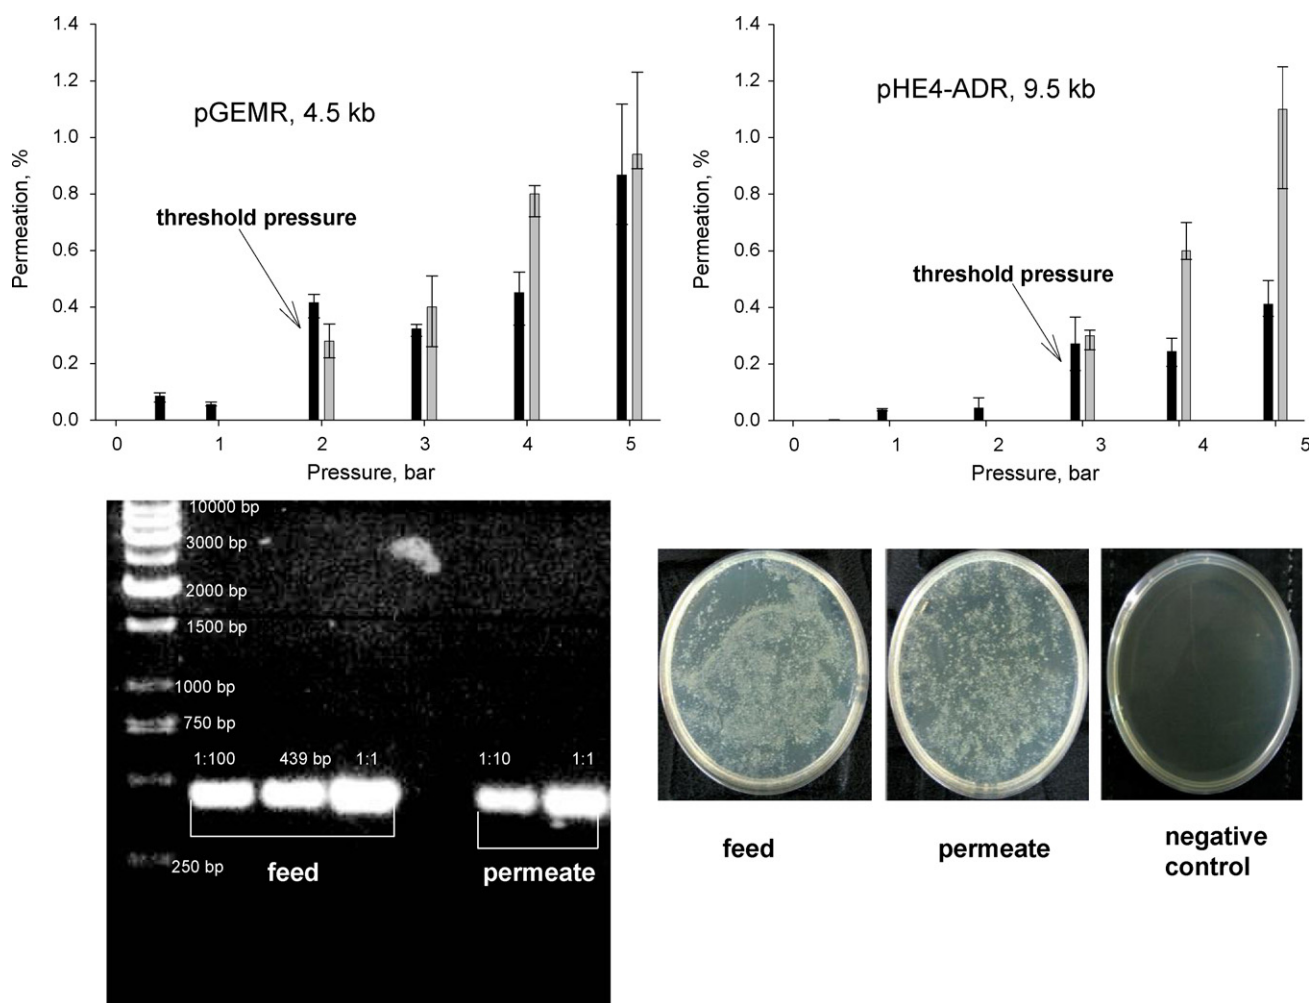 1.4
1.2
1.0
0.8
0.6
0.4
0.2
0.0
Permeation, %
pGEMR, 4.5 kb
threshold pressure
0 1 2 3 4 5
Pressure, bar
1.4
1.2
1.0
0.8
0.6
0.4
0.2
0.0
Permeation, %
pHE4-ADR, 9.5 kb
threshold pressure
0 1 2 3 4 5
Pressure, bar
10000 bp
3000 bp
2000 bp
1500 bp
1000 bp
750 bp
1:100 439 bp 1:1 1:10 1:1
250 bp
feed permeate
feed
permeate
negative
control